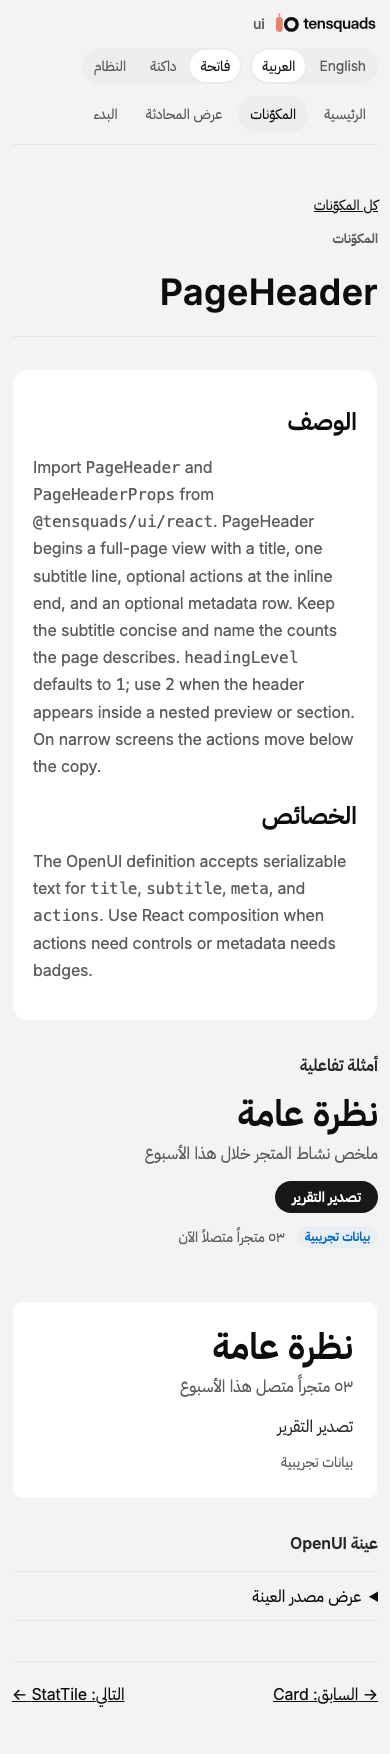 tensquads ui
English العربية فاتحة داكنة النظام
الرئيسية المكوّنات عرض المحادثة البدء
كل المكوّنات
المكوّنات
PageHeader
الوصف
Import PageHeader and
PageHeaderProps from
@tensquads/ui/react. PageHeader
begins a full-page view with a title, one
subtitle line, optional actions at the inline
end, and an optional metadata row. Keep
the subtitle concise and name the counts
the page describes. headingLevel
defaults to 1; use 2 when the header
appears inside a nested preview or section.
On narrow screens the actions move below
the copy.
الخصائص
The OpenUI definition accepts serializable
text for title, subtitle, meta, and
actions. Use React composition when
actions need controls or metadata needs
badges.
أمثلة تفاعلية
نظرة عامة
ملخص نشاط المتجر خلال هذا الأسبوع
تصدير التقرير
بيانات تجريبية ٥٣ متجراً متصلاً الآن
نظرة عامة
٥٣ متجراً متصل هذا الأسبوع
تصدير التقرير
بيانات تجريبية
عينة OpenUI
عرض مصدر العينة
→ السابق: Card
التالي: StatTile ←